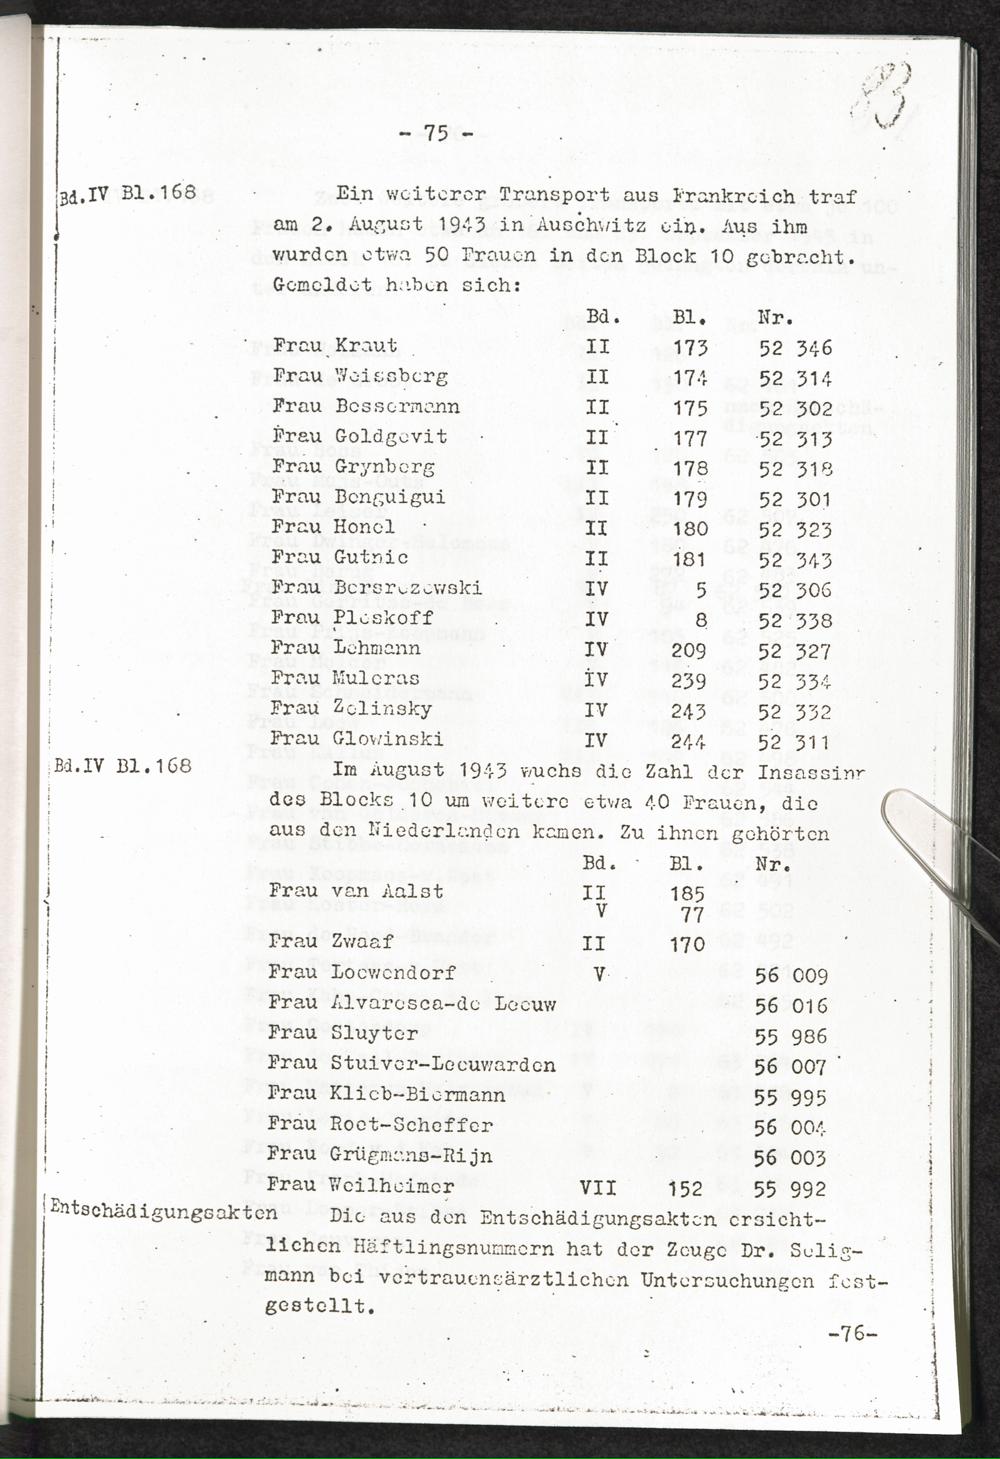 83
- 75 -
Bd.IV Bl.168 Ein weiterer Transport aus Frankreich traf
am 2. August 1943 in Auschwitz ein. Aus ihm
wurden etwa 50 Frauen in den Block 10 gebracht.
Gemeldet haben sich:
Bd. Bl. Nr.
Frau Kraut II 173 52 346
Frau Weissberg II 174 52 314
Frau Bessermann II 175 52 302
Frau Goldgevit II 177 52 313
Frau Grynberg II 178 52 318
Frau Benguigui II 179 52 301
Frau Honel II 180 52 323
Frau Gutnic II 181 52 343
Frau Bersrezewski IV 5 52 306
Frau Pleskoff IV 8 52 338
Frau Lehmann IV 209 52 327
Frau Muleras IV 239 52 334
Frau Zelinsky IV 243 52 332
Frau Glowinski IV 244 52 311
Bd.IV Bl.168 Im August 1943 wuchs die Zahl der Insassinr
des Blocks 10 um weitere etwa 40 Frauen, die
aus den Niederlanden kamen. Zu ihnen gehörten
Bd. Bl. Nr.
Frau van Aalst II 185
V 77
Frau Zwaaf II 170
Frau Loewendorf V 56 009
Frau Alvaresca-de Leeuw 56 016
Frau Sluyter 55 986
Frau Stuiver-Leeuwarden 56 007
Frau Klieb-Biermann 55 995
Frau Roet-Scheffer 56 004
Frau Grügmans-Rijn 56 003
Frau Weilheimer VII 152 55 992
Entschädigungsakten Die aus den Entschädigungsakten ersicht-
lichen Häftlingsnummern hat der Zeuge Dr. Selig-
mann bei vertrauensärztlichen Untersuchungen fest-
gestellt.
-76-